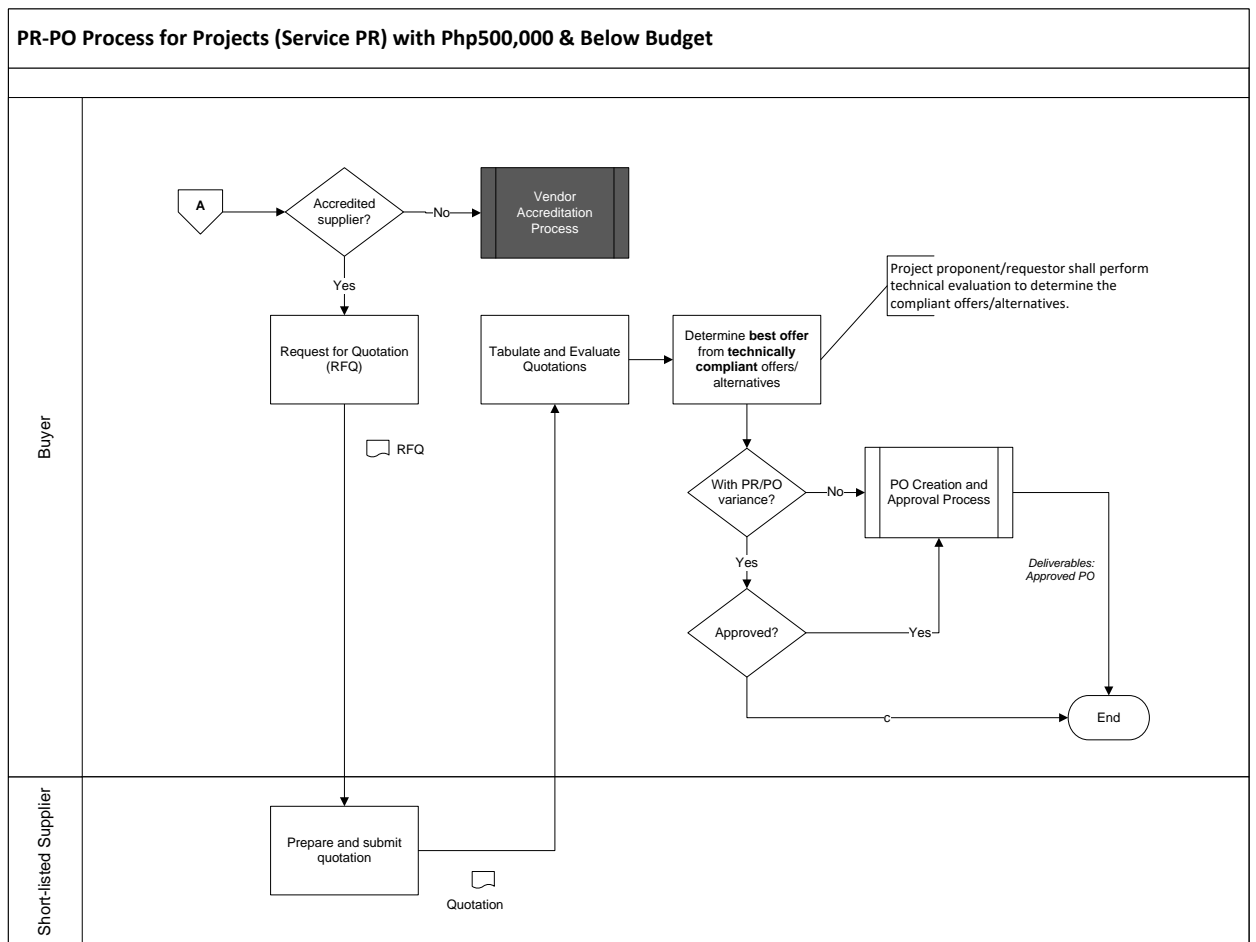 PR-PO Process for Projects (Service PR) with Php500,000 & Below Budget
Buyer
A
Accredited
supplier?
No
Vendor
Accreditation
Process
Yes
Project proponent/requestor shall perform
technical evaluation to determine the
compliant offers/alternatives.
Request for Quotation
(RFQ)
Tabulate and Evaluate
Quotations
Determine best offer
from technically
compliant offers/
alternatives
RFQ
With PR/PO
variance?
No
PO Creation and
Approval Process
Yes
Deliverables:
Approved PO
Approved?
Yes
c
End
Short-listed Supplier
Prepare and submit
quotation
Quotation